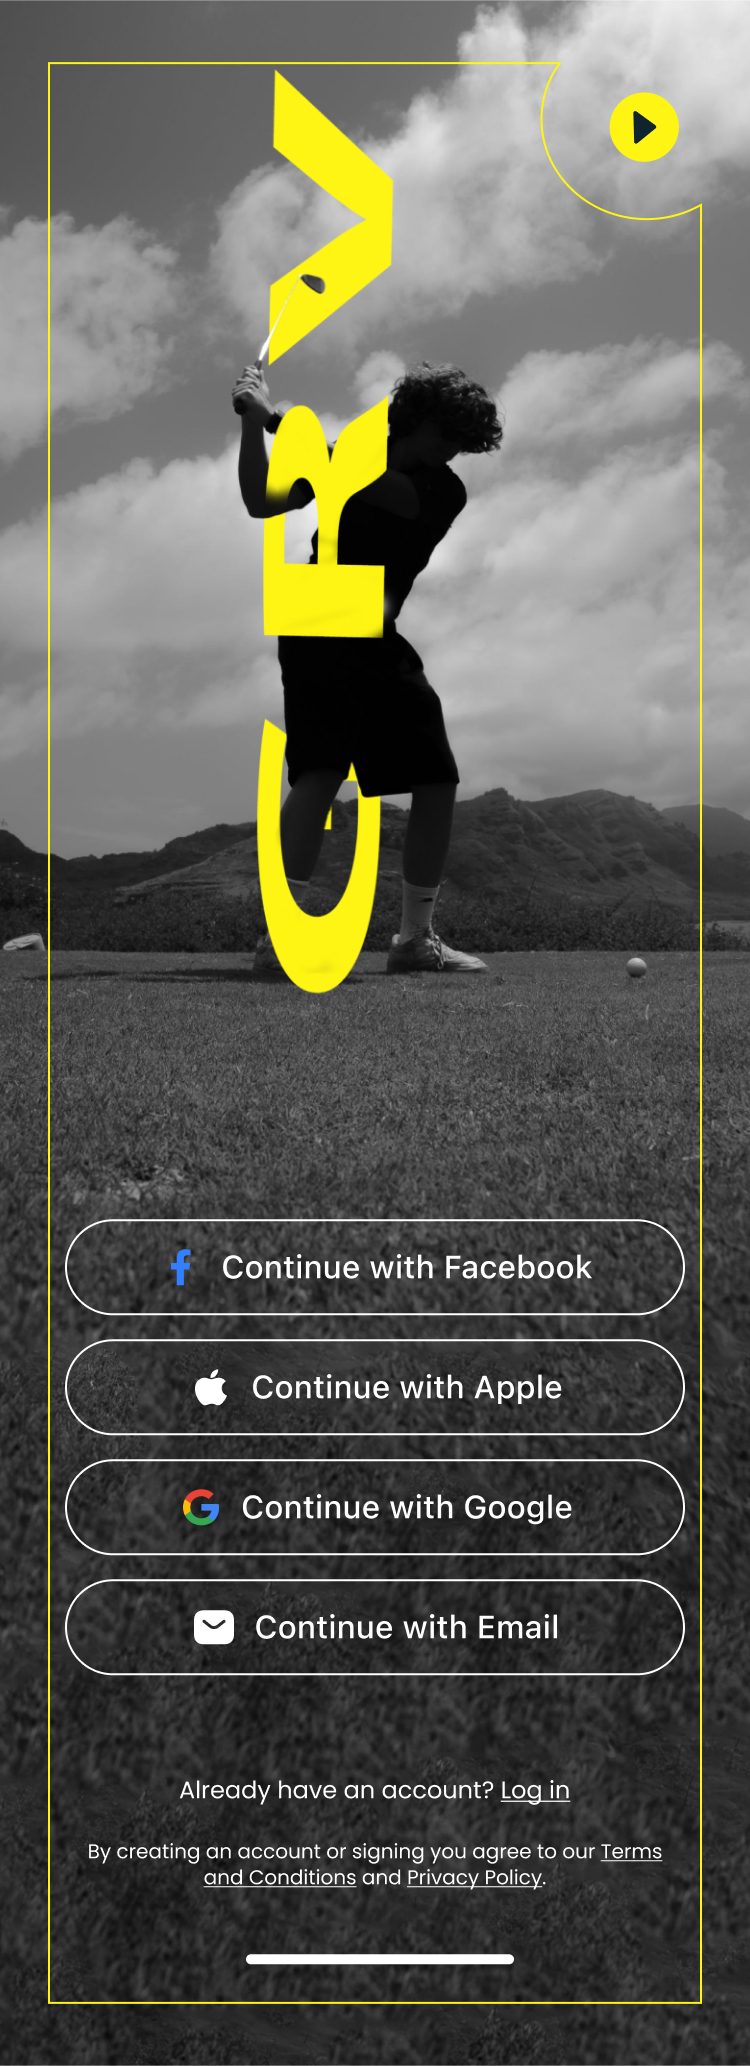 GRV
Continue with Facebook
Continue with Apple
Continue with Google
Continue with Email
Already have an account? Log in
By creating an account or signing you agree to our Terms
and Conditions and Privacy Policy.